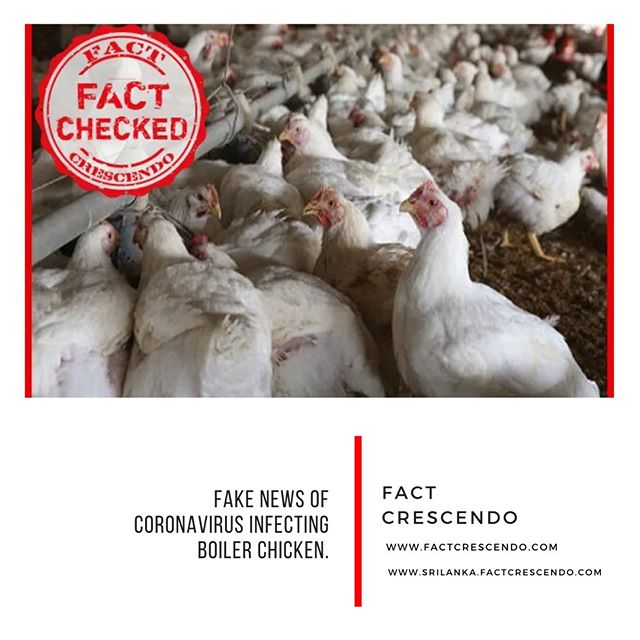 FACT
FACT
CHECKED
CRESCENDO
FAKE NEWS OF
CORONAVIRUS INFECTING
BOILER CHICKEN.
FACT
CRESCENDO
WWW.FACTCRESCENDO.COM
WWW.SRILANKA.FACTCRESCENDO.COM